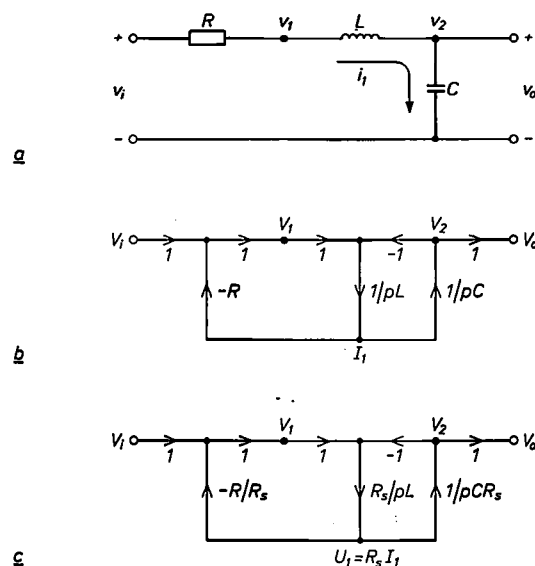 R v₁ L v₂
+ +
vᵢ i₁ C vₒ
− −
a
Vᵢ V₁ V₂ Vₒ
1 1 1 -1 1
-R 1/pL 1/pC
I₁
b
Vᵢ V₁ V₂ Vₒ
1 1 1 -1 1
-R/Rₛ Rₛ/pL 1/pCRₛ
U₁ = RₛI₁
c